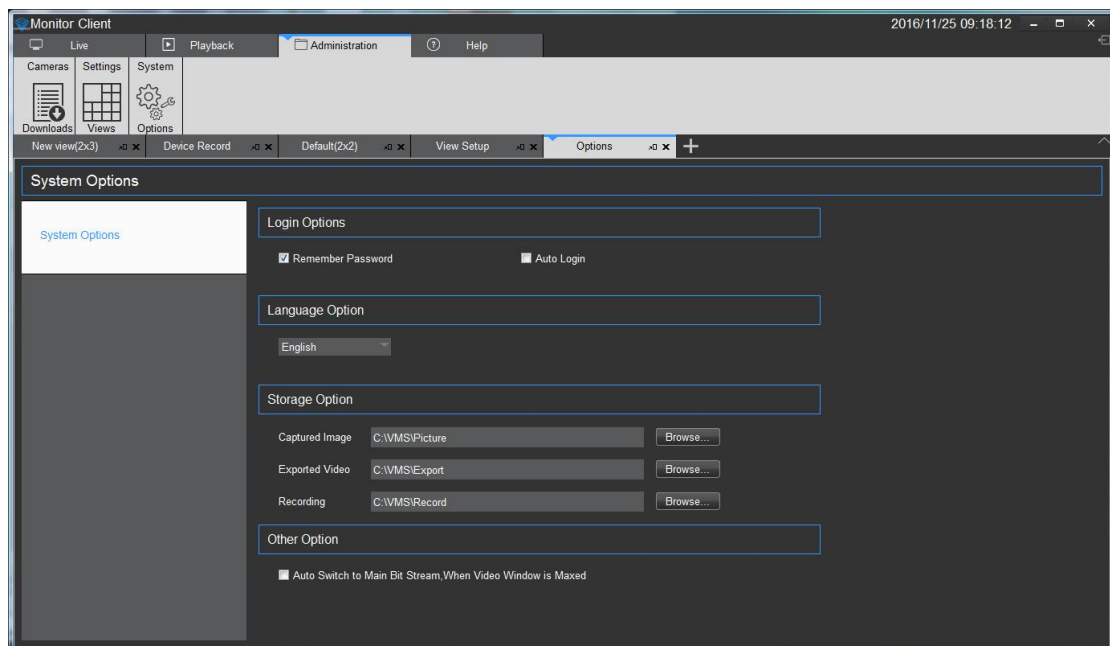 Monitor Client 2016/11/25 09:18:12
Live Playback Administration Help
Cameras Settings System
Downloads Views Options
New view(2x3) Device Record Default(2x2) View Setup Options
System Options
System Options
Login Options
Remember Password Auto Login
Language Option
English
Storage Option
Captured Image C:\VMS\Picture Browse...
Exported Video C:\VMS\Export Browse...
Recording C:\VMS\Record Browse...
Other Option
Auto Switch to Main Bit Stream,When Video Window is Maxed